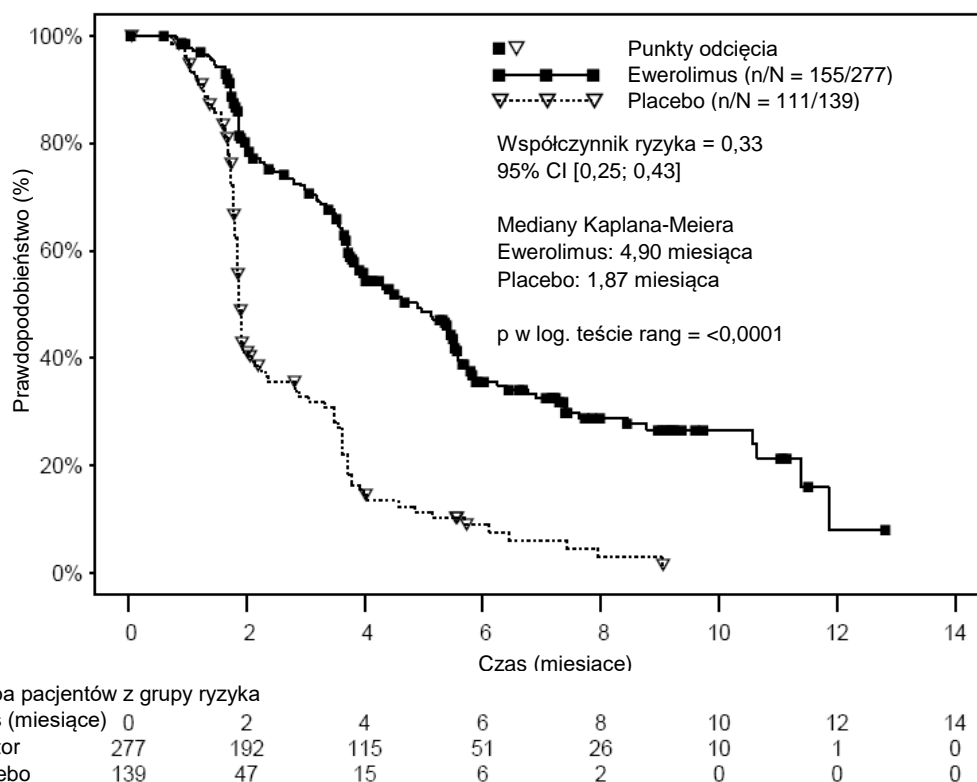 100%
80%
60%
40%
20%
0%
Prawdopodobieństwo (%)
Punkty odcięcia
Ewerolimus (n/N = 155/277)
Placebo (n/N = 111/139)
Współczynnik ryzyka = 0,33
95% CI [0,25; 0,43]
Mediany Kaplana-Meiera
Ewerolimus: 4,90 miesiąca
Placebo: 1,87 miesiąca
p w log. teście rang = <0,0001
0 2 4 6 8 10 12 14
Czas (miesiace)
pacjentów z grupy ryzyka
(miesiące) 0 2 4 6 8 10 12 14
277 192 115 51 26 10 1 0
139 47 15 6 2 0 0 0